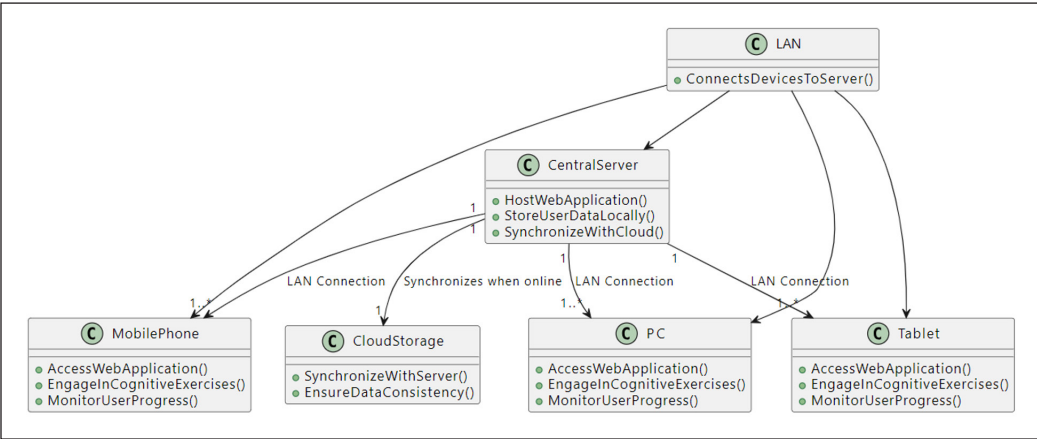 C LAN
ConnectsDevicesToServer()
C CentralServer
HostWebApplication()
StoreUserDataLocally()
SynchronizeWithCloud()
1
1
1
1
LAN Connection
Synchronizes when online
LAN Connection
LAN Connection
1..*
1
1..*
1..*
C MobilePhone
AccessWebApplication()
EngageInCognitiveExercises()
MonitorUserProgress()
C CloudStorage
SynchronizeWithServer()
EnsureDataConsistency()
C PC
AccessWebApplication()
EngageInCognitiveExercises()
MonitorUserProgress()
C Tablet
AccessWebApplication()
EngageInCognitiveExercises()
MonitorUserProgress()